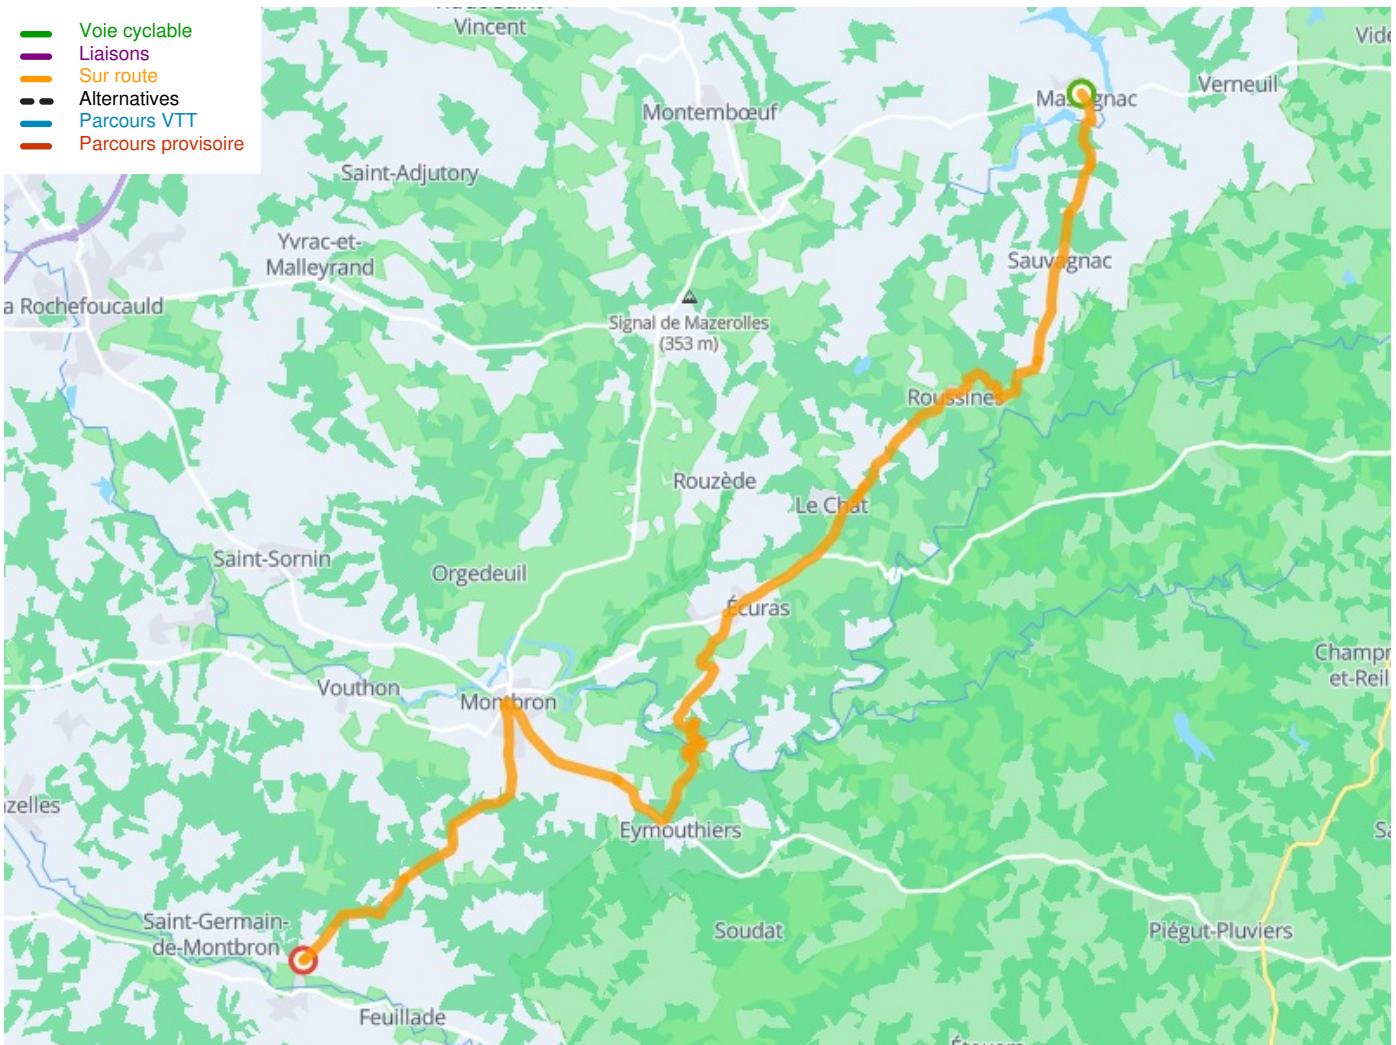 Voie cyclable
Liaisons
Sur route
Alternatives
Parcours VTT
Parcours provisoire
Vincent
Montembœuf
Verneuil
Saint-Adjutory
Yvrac-et-
Malleyrand
Sauvagnac
a Rochefoucauld
Signal de Mazerolles
(353 m)
Roussines
Rouzède
Le Chat
Saint-Sornin
Orgedeuil
Écuras
Champr
et-Reil
Vouthon
Montbron
zelles
Eymouthiers
Saint-Germain-
de-Montbron
Soudat
Piégut-Pluviers
Feuillade